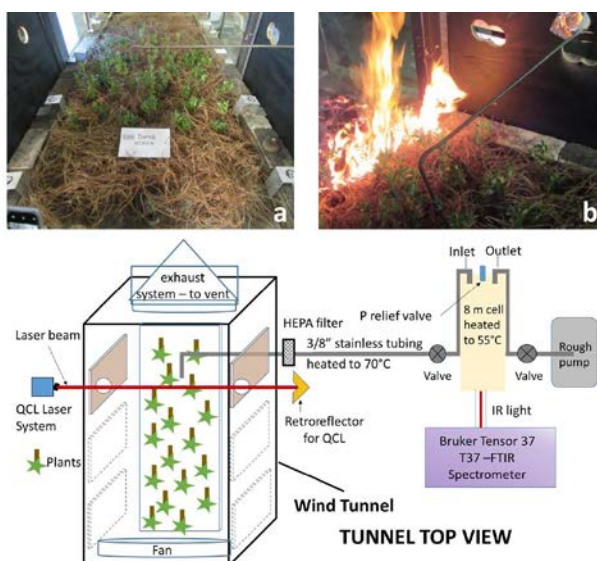 a
b
exhaust
system – to vent
Inlet
Outlet
P relief valve
HEPA filter
3/8" stainless tubing
heated to 70°C
8 m cell
heated
to 55°C
Rough
pump
Valve
Valve
Laser beam
QCL Laser
System
Retroreflector
for QCL
IR light
Plants
Bruker Tensor 37
T37 –FTIR
Spectrometer
Wind Tunnel
TUNNEL TOP VIEW
Fan